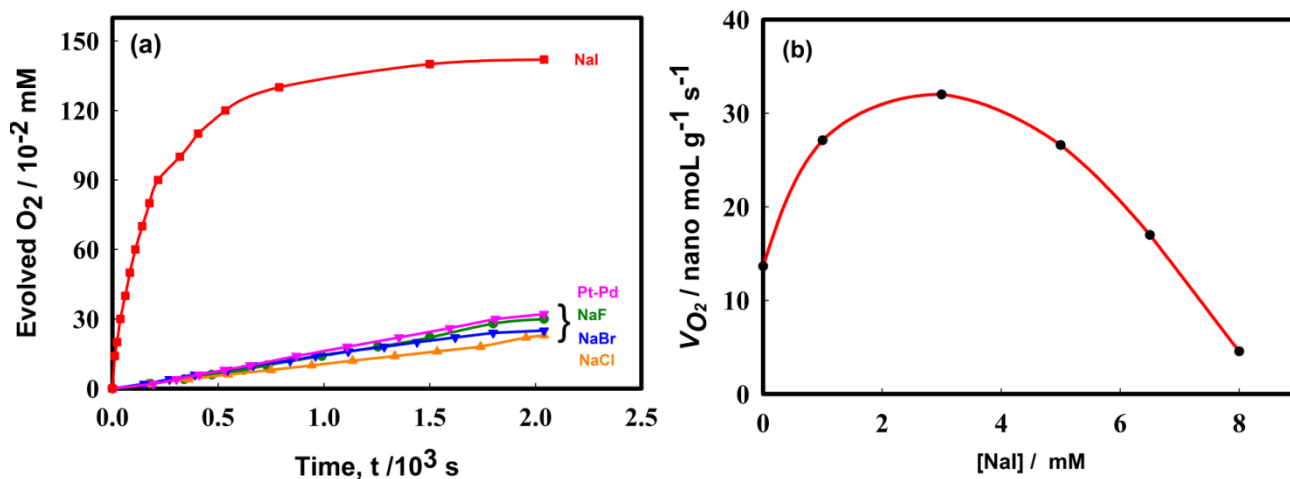 (a)
Evolved O2 / 10-2 mM
150
120
90
60
30
0
NaI
Pt-Pd
NaF
NaBr
NaCl
}
0.0 0.5 1.0 1.5 2.0 2.5
Time, t /103 s
(b)
VO2 / nano moL g-1 s-1
40
30
20
10
0
0 2 4 6 8
[NaI] / mM